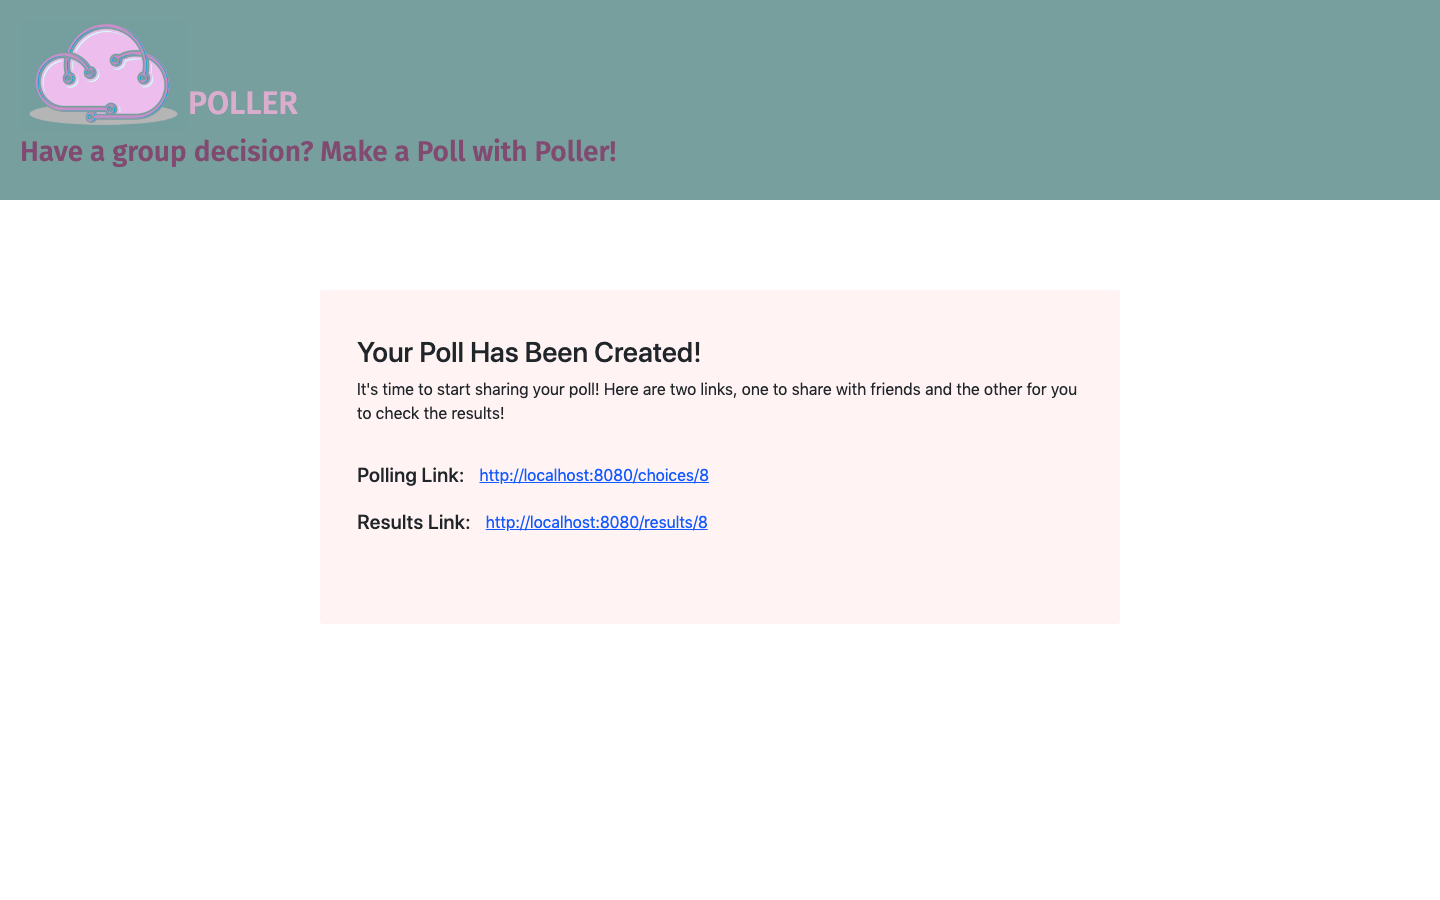 POLLER
Have a group decision? Make a Poll with Poller!
Your Poll Has Been Created!
It's time to start sharing your poll! Here are two links, one to share with friends and the other for you
to check the results!
Polling Link: http://localhost:8080/choices/8
Results Link: http://localhost:8080/results/8